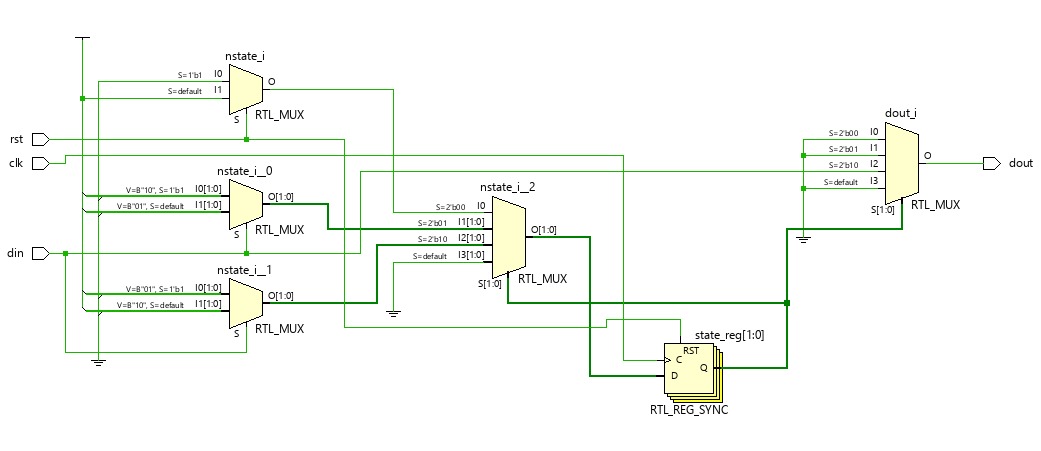 nstate_i
S=1'b1 I0 O
S=default I1
S RTL_MUX
rst
clk
nstate_i__0
V=B"10", S=1'b1 I0[1:0] O[1:0]
V=B"01", S=default I1[1:0]
S RTL_MUX
din
nstate_i__1
V=B"01", S=1'b1 I0[1:0] O[1:0]
V=B"10", S=default I1[1:0]
S RTL_MUX
nstate_i__2
S=2'b00 I0
S=2'b01 I1[1:0] O[1:0]
S=2'b10 I2[1:0]
S=default I3[1:0]
S[1:0] RTL_MUX
state_reg[1:0]
RST
C
Q
D
RTL_REG_SYNC
dout_i
S=2'b00 I0
S=2'b01 I1 O
S=2'b10 I2
S=default I3
S[1:0] RTL_MUX
dout